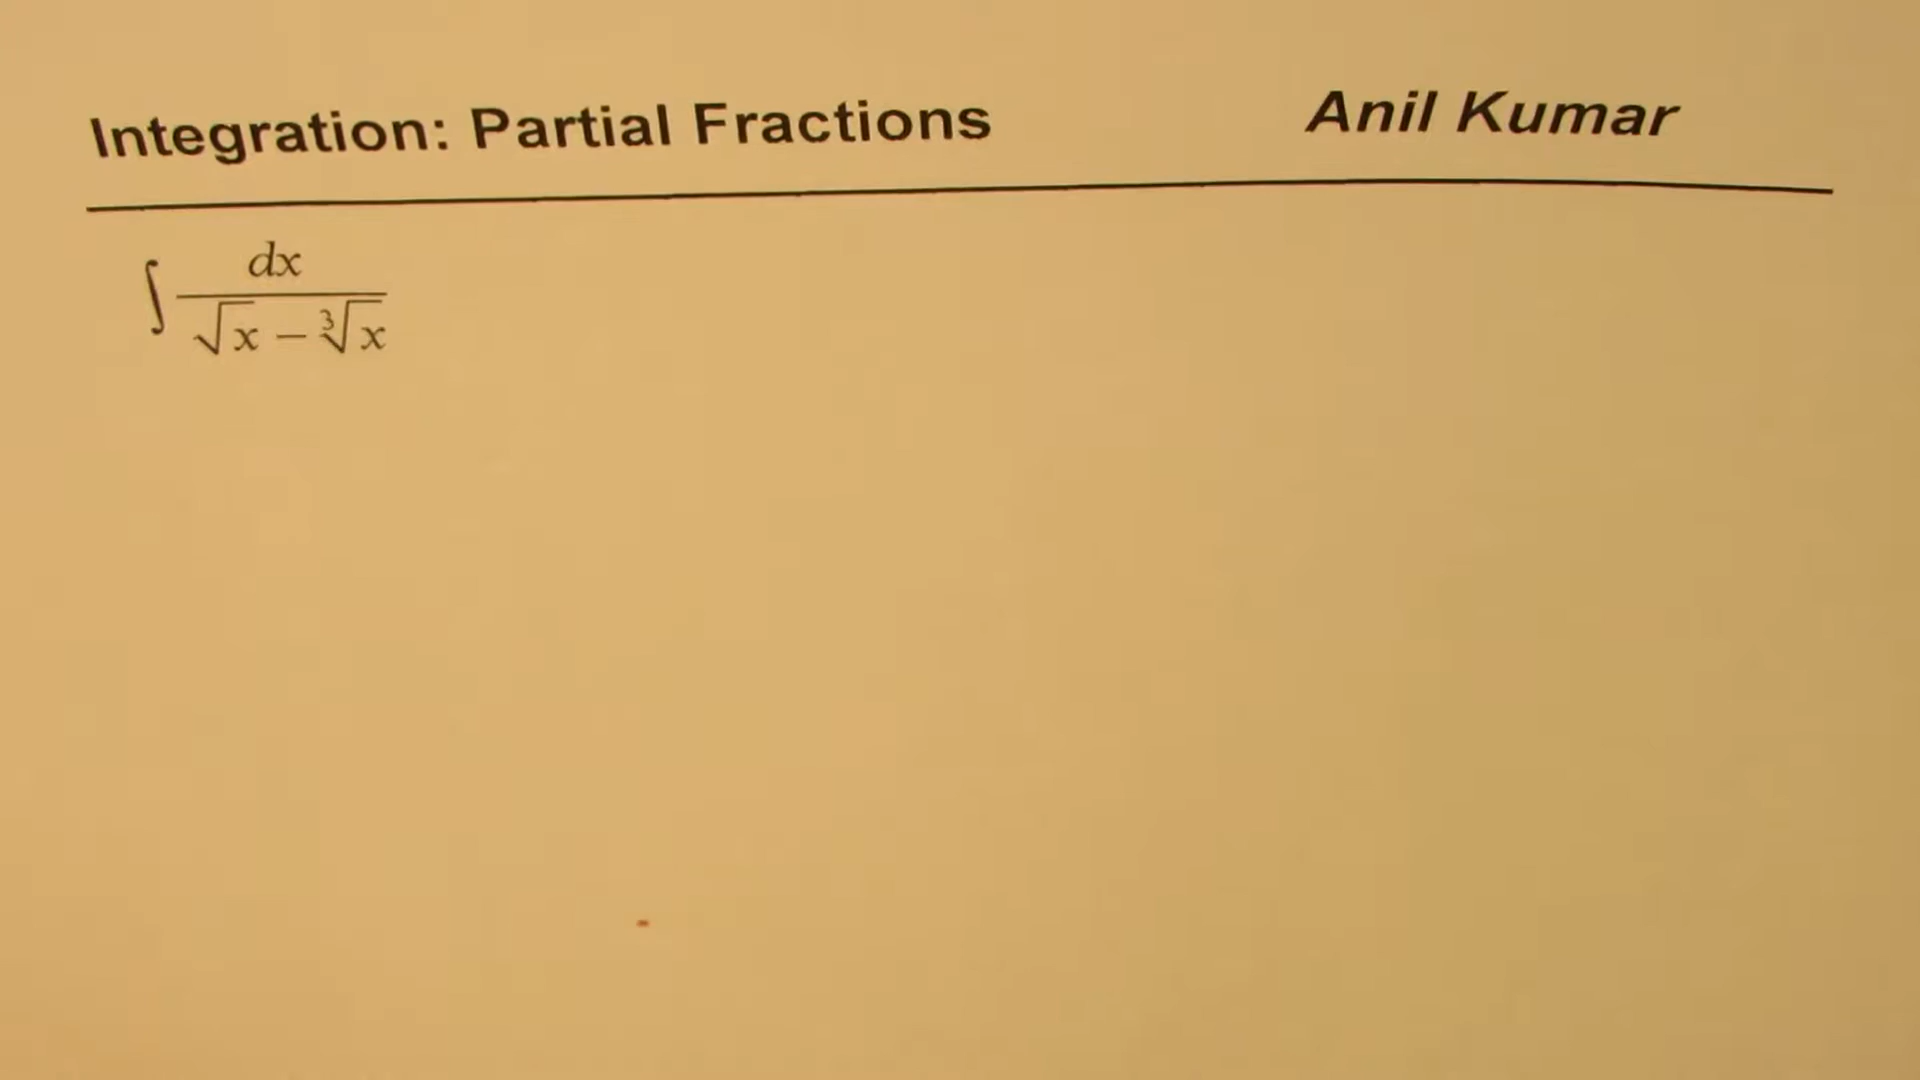 Integration: Partial Fractions Anil Kumar
∫ dx / (√x − ∛x)